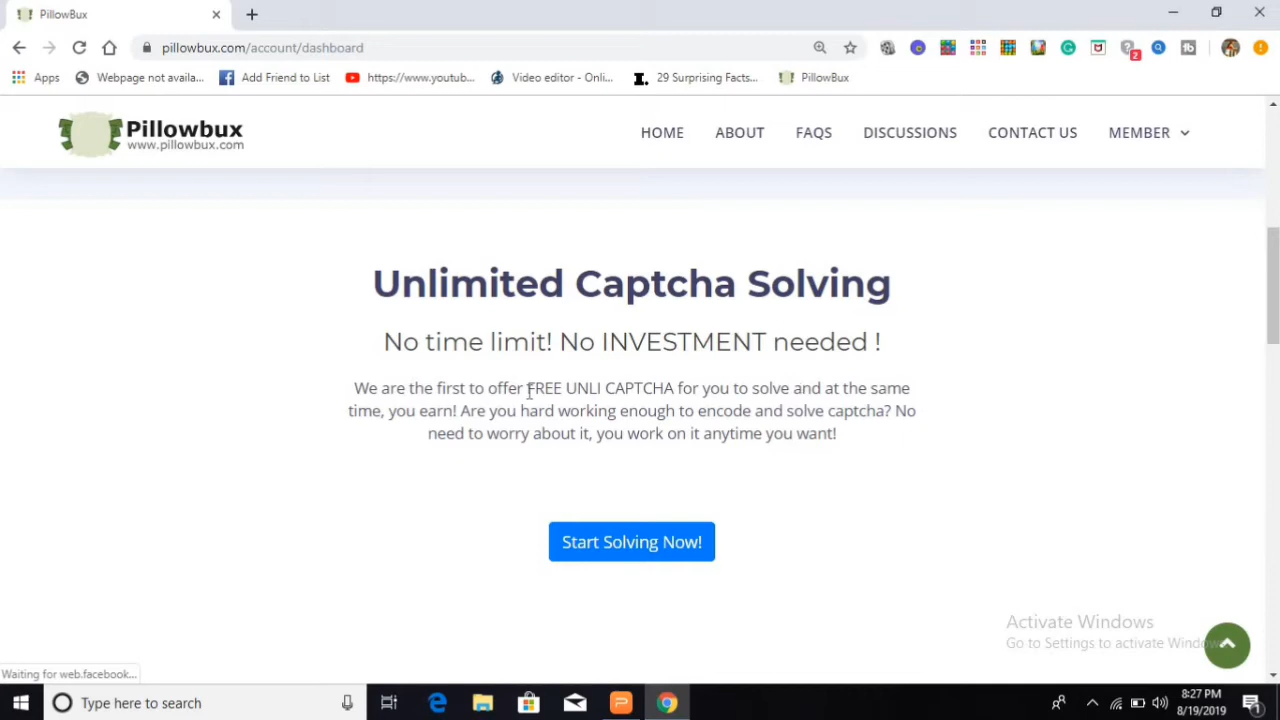 PillowBux
pillowbux.com/account/dashboard
Apps Webpage not availa... Add Friend to List https://www.youtub... Video editor - Onli... 29 Surprising Facts... PillowBux
2
Pillowbux
www.pillowbux.com
HOME ABOUT FAQS DISCUSSIONS CONTACT US MEMBER
Unlimited Captcha Solving
No time limit! No INVESTMENT needed !
We are the first to offer FREE UNLI CAPTCHA for you to solve and at the same
time, you earn! Are you hard working enough to encode and solve captcha? No
need to worry about it, you work on it anytime you want!
Start Solving Now!
Activate Windows
Go to Settings to activate Windows
Waiting for web.facebook...
Type here to search
8:27 PM
8/19/2019
1